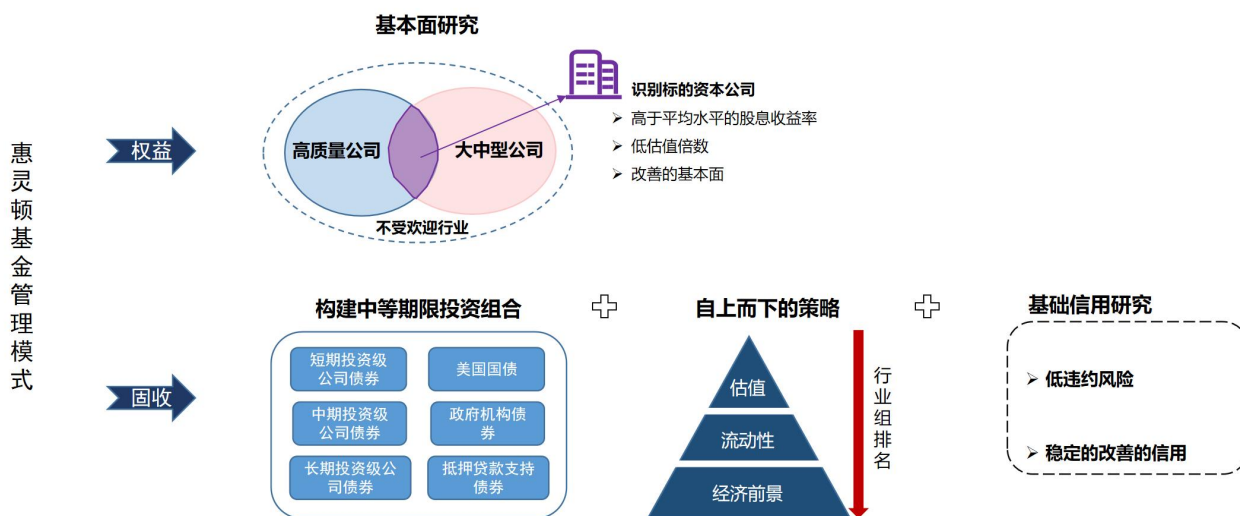 惠灵顿基金管理模式
权益
基本面研究
高质量公司
大中型公司
不受欢迎行业
识别标的资本公司
➢ 高于平均水平的股息收益率
➢ 低估值倍数
➢ 改善的基本面
固收
构建中等期限投资组合
短期投资级
公司债券
美国国债
中期投资级
公司债券
政府机构债
券
长期投资级公
司债券
抵押贷款支持
债券
自上而下的策略
估值
流动性
经济前景
行业组排名
基础信用研究
➢ 低违约风险
➢ 稳定的改善的信用